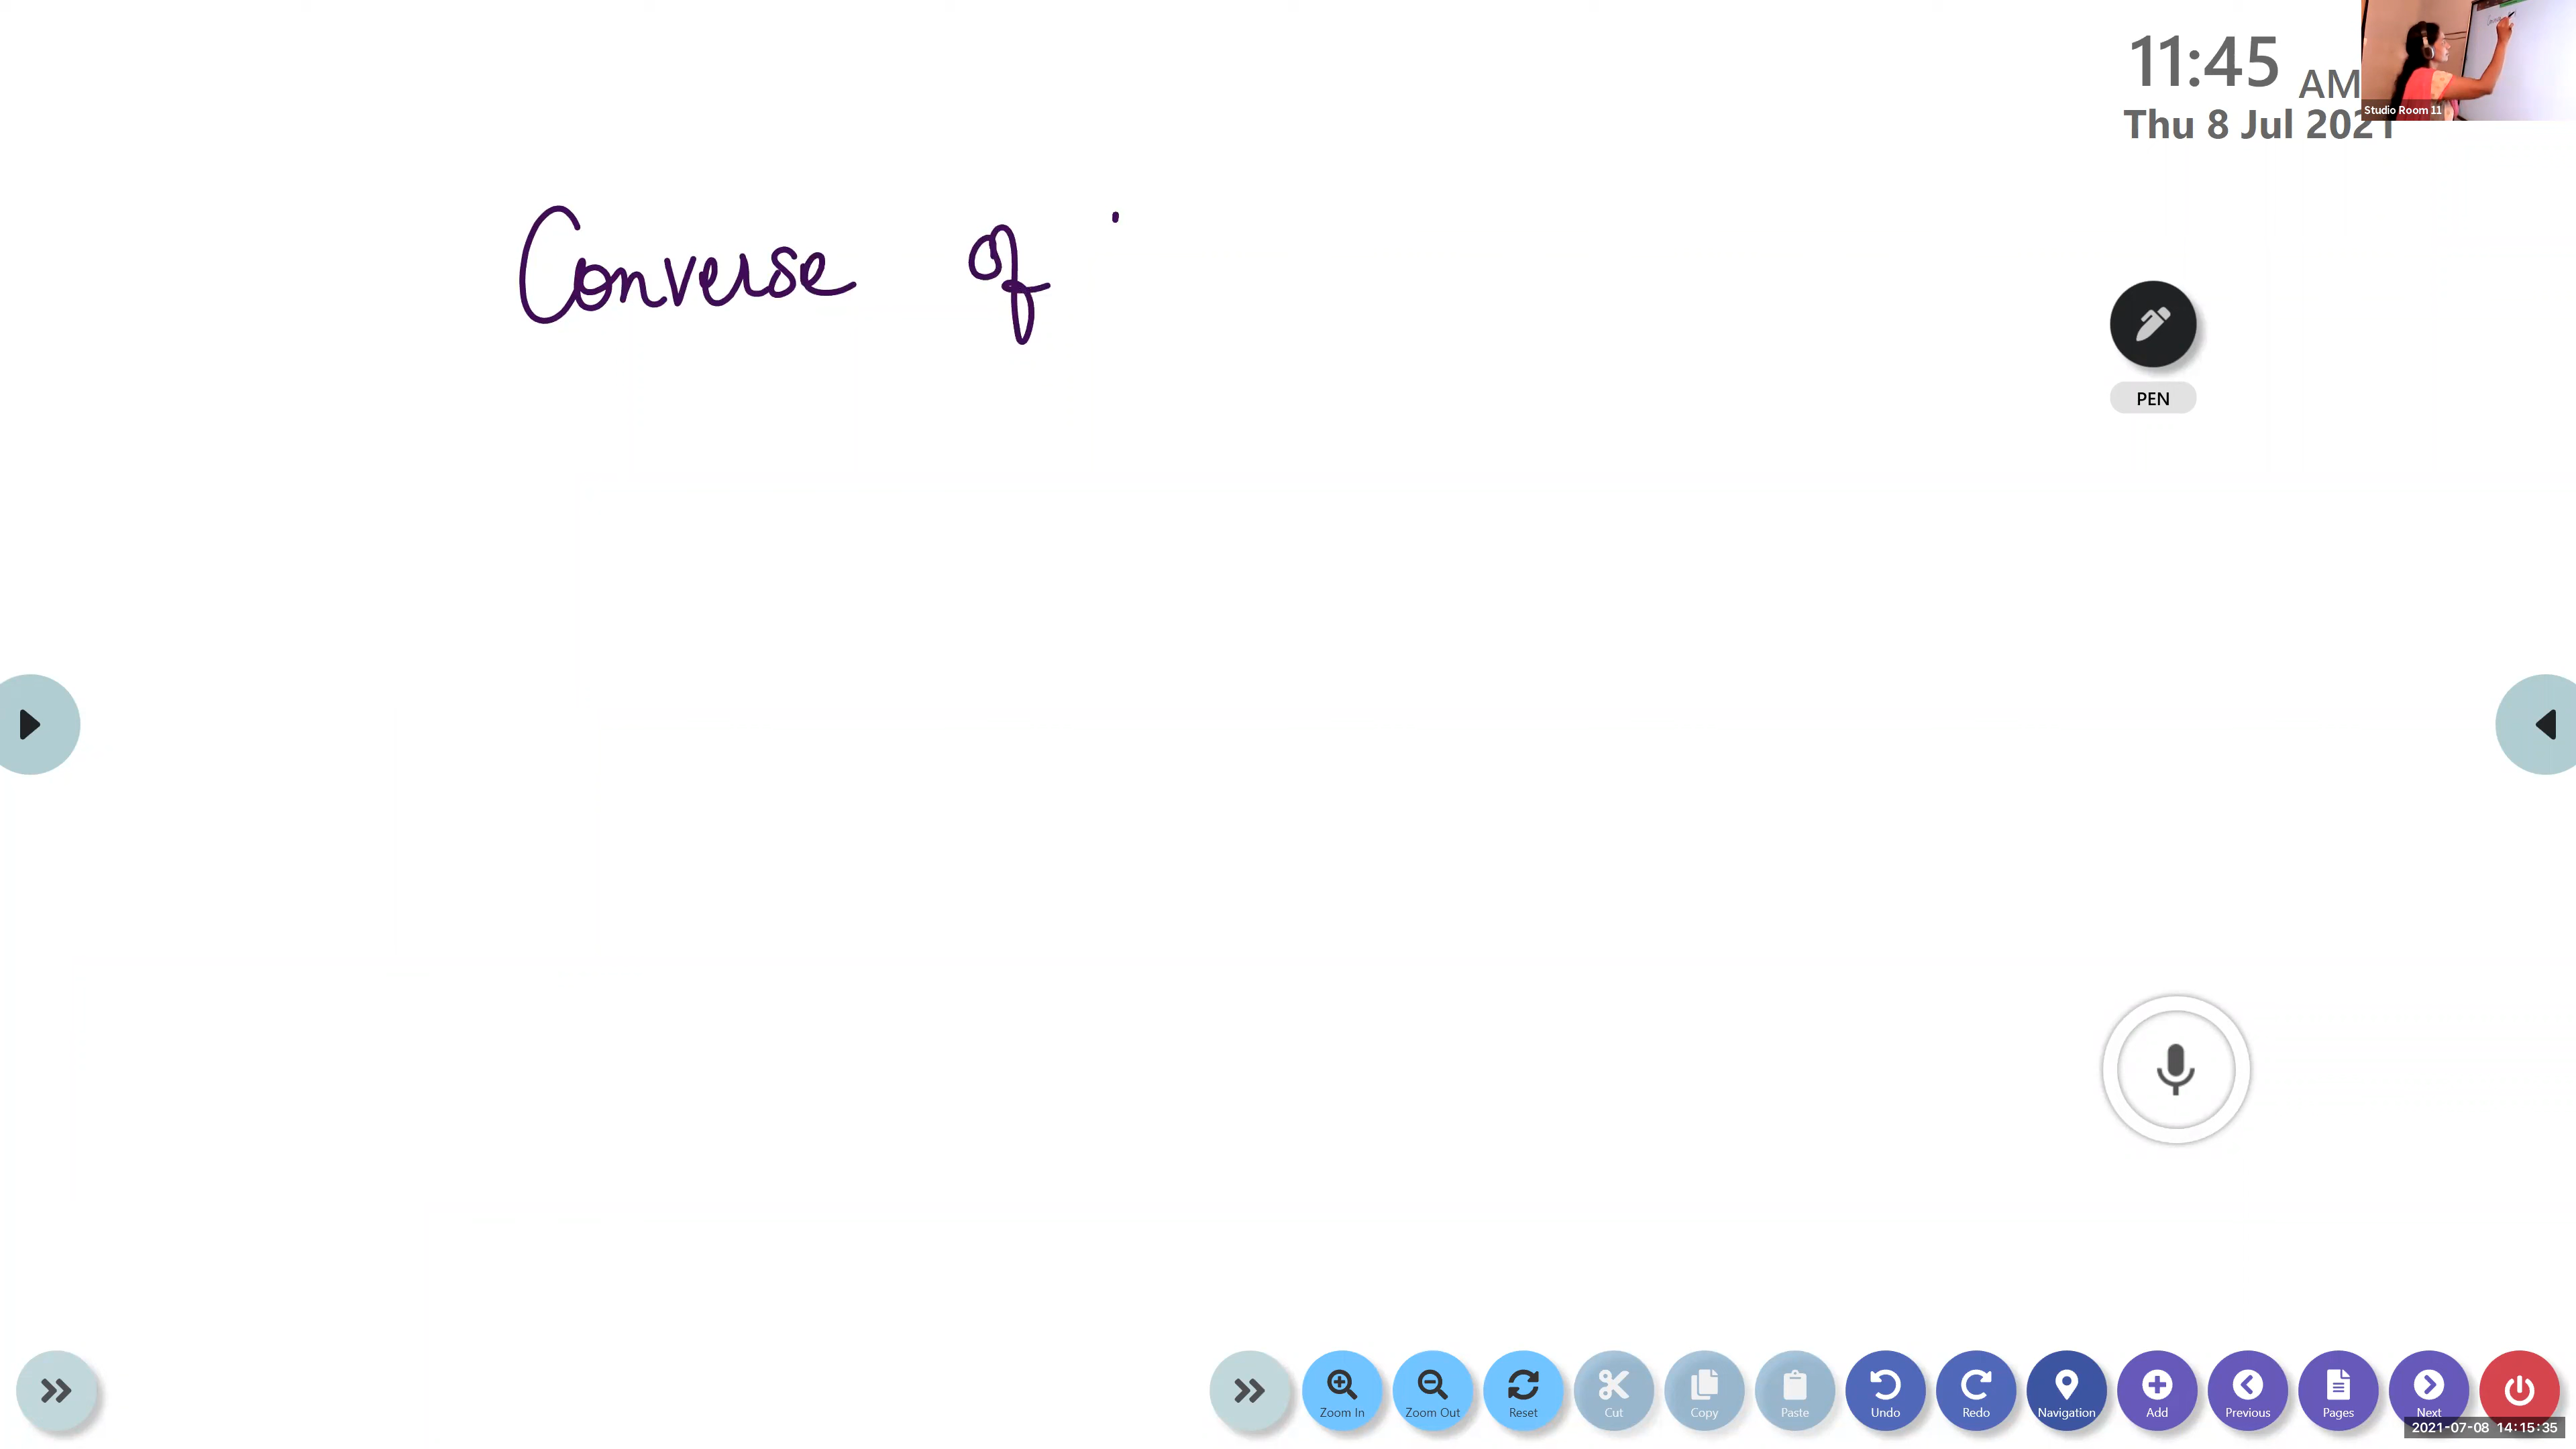 11:45 AM
Studio Room 11
Thu 8 Jul 2021
Converse of
PEN
Zoom In
Zoom Out
Reset
Cut
Copy
Paste
Undo
Redo
Navigation
Add
Previous
Pages
Next
2021-07-08 14:15:35